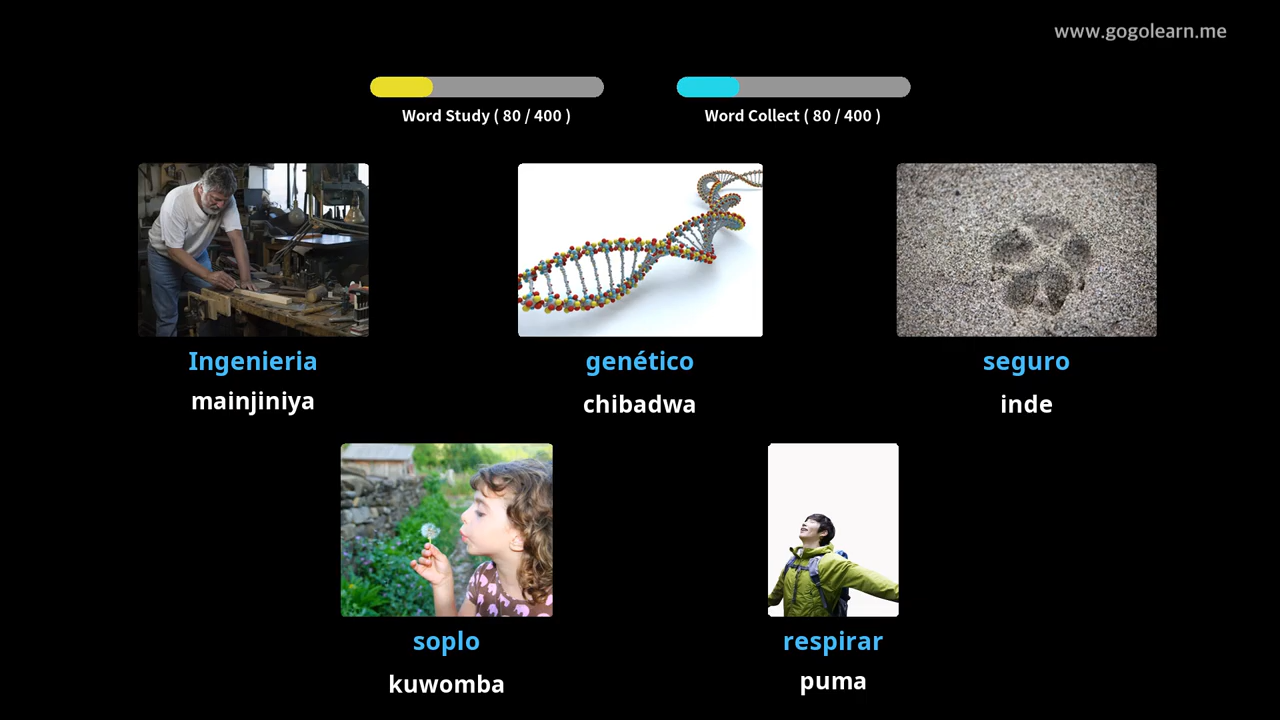 www.gogolearn.me
Word Study ( 80 / 400 )
Word Collect ( 80 / 400 )
Ingenieria
mainjiniya
genético
chibadwa
seguro
inde
soplo
kuwomba
respirar
puma